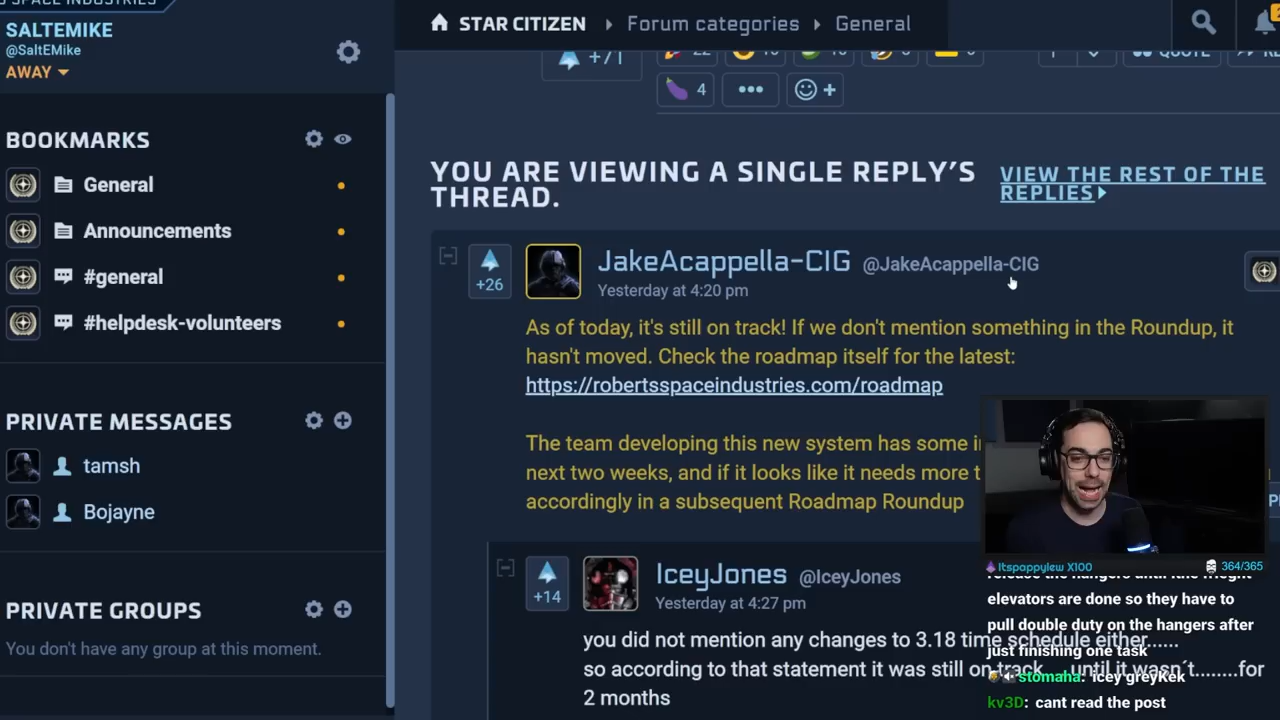 SPACE INDUSTRIES
SALTEMIKE
@SaltEMike
AWAY
STAR CITIZEN
Forum categories
General
+71
22
QUOTE
4
BOOKMARKS
General
Announcements
#general
#helpdesk-volunteers
PRIVATE MESSAGES
tamsh
Bojayne
PRIVATE GROUPS
You don't have any group at this moment.
YOU ARE VIEWING A SINGLE REPLY'S
THREAD.
VIEW THE REST OF THE
REPLIES
+26
JakeAcappella-CIG @JakeAcappella-CIG
Yesterday at 4:20 pm
As of today, it's still on track! If we don't mention something in the Roundup, it
hasn't moved. Check the roadmap itself for the latest:
https://robertsspaceindustries.com/roadmap
The team developing this new system has some
next two weeks, and if it looks like it needs more
accordingly in a subsequent Roadmap Roundup
+14
IceyJones @IceyJones
Yesterday at 4:27 pm
you did not mention any changes to 3.18 time schedule either......
so according to that statement it was still on track....until it wasn´t........for
2 months
Itspappylew X100
364/365
elevators are done so they have to
pull double duty on the hangers after
just finishing one task
stomaha: icey greyKek
kv3D: cant read the post